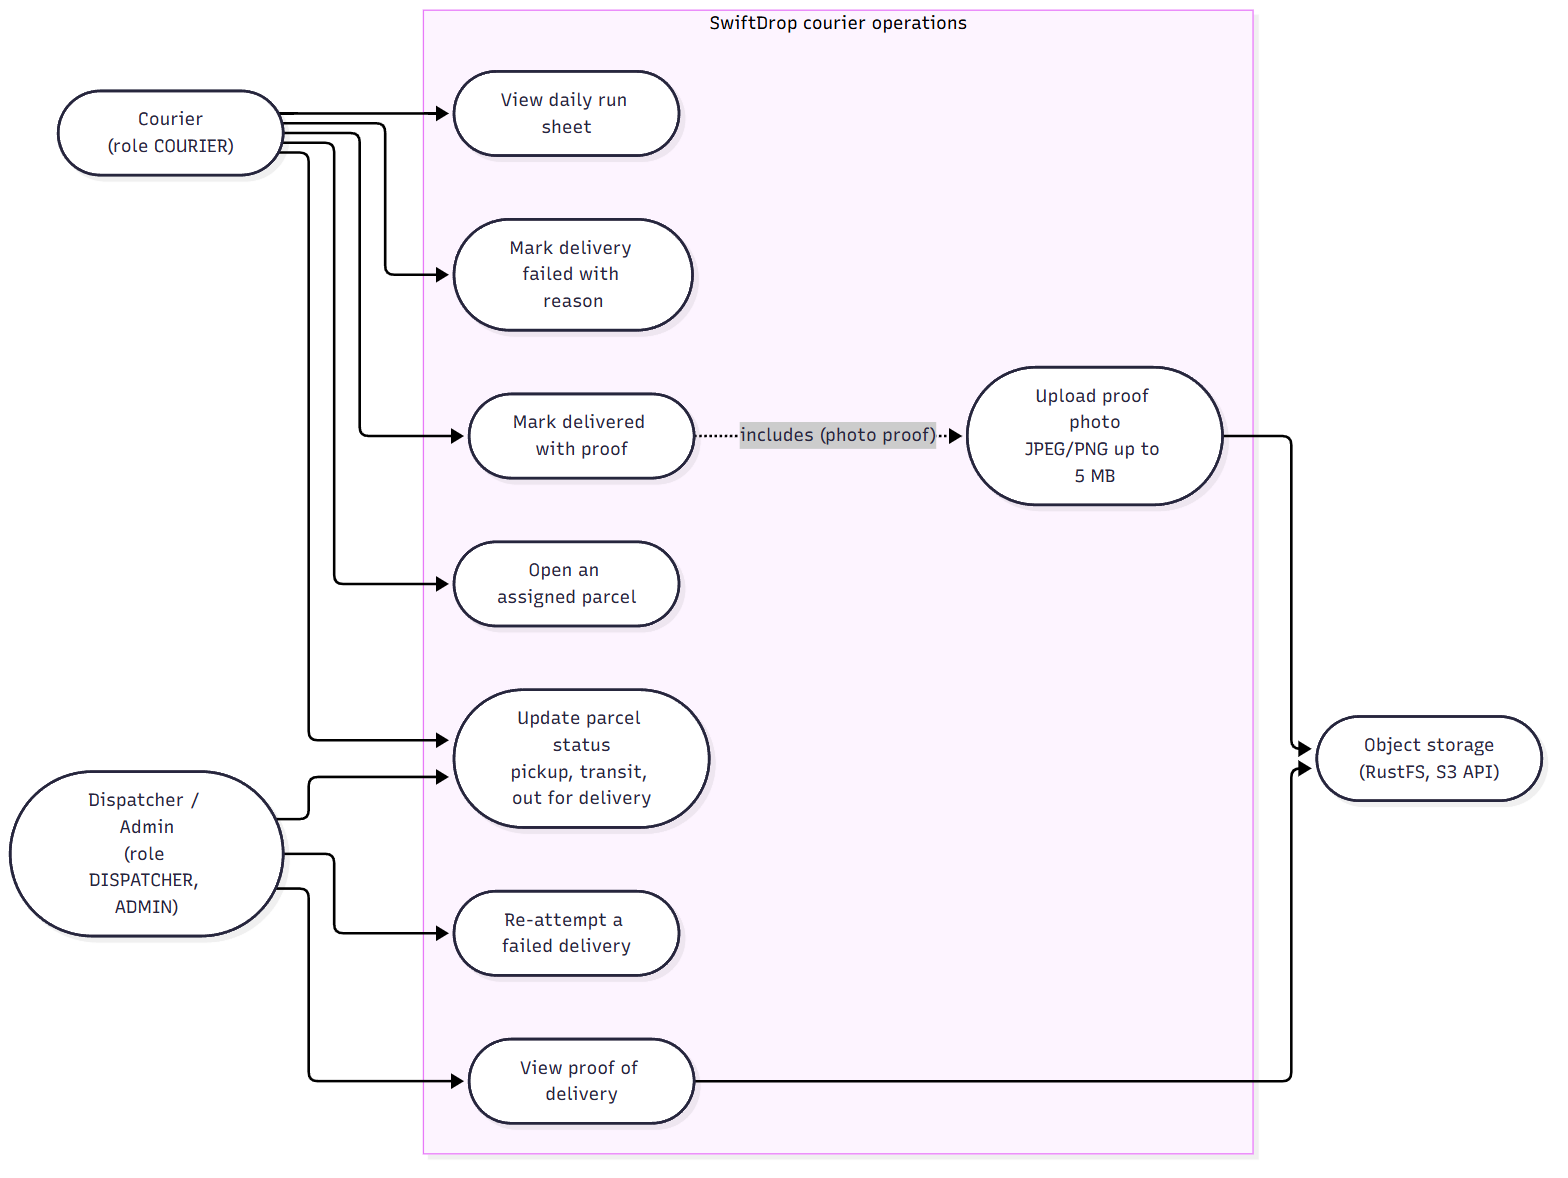 SwiftDrop courier operations
Courier
(role COURIER)
View daily run
sheet
Mark delivery
failed with
reason
Mark delivered
with proof
includes (photo proof)
Upload proof
photo
JPEG/PNG up to
5 MB
Open an
assigned parcel
Update parcel
status
pickup, transit,
out for delivery
Object storage
(RustFS, S3 API)
Dispatcher /
Admin
(role
DISPATCHER,
ADMIN)
Re-attempt a
failed delivery
View proof of
delivery